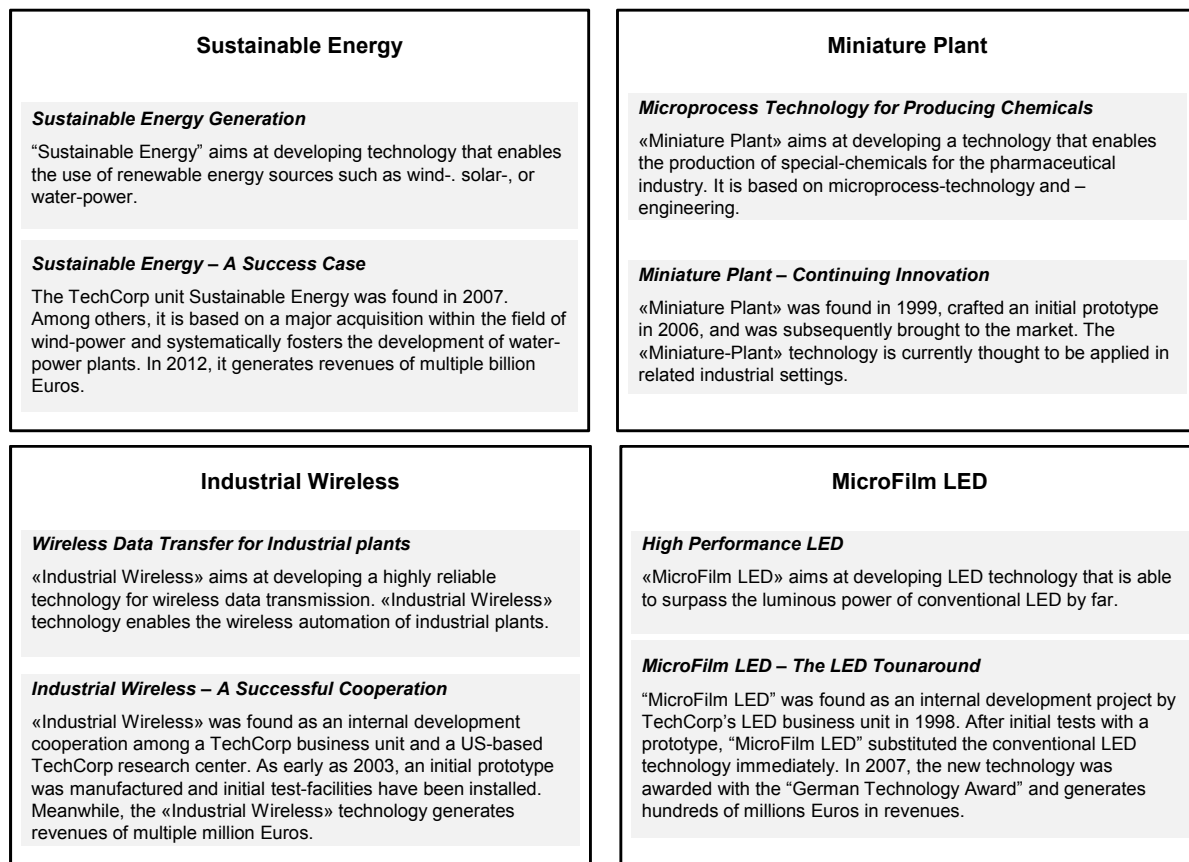 Sustainable Energy
Sustainable Energy Generation
“Sustainable Energy” aims at developing technology that enables
the use of renewable energy sources such as wind-. solar-, or
water-power.
Sustainable Energy – A Success Case
The TechCorp unit Sustainable Energy was found in 2007.
Among others, it is based on a major acquisition within the field of
wind-power and systematically fosters the development of water-
power plants. In 2012, it generates revenues of multiple billion
Euros.
Miniature Plant
Microprocess Technology for Producing Chemicals
«Miniature Plant» aims at developing a technology that enables
the production of special-chemicals for the pharmaceutical
industry. It is based on microprocess-technology and –
engineering.
Miniature Plant – Continuing Innovation
«Miniature Plant» was found in 1999, crafted an initial prototype
in 2006, and was subsequently brought to the market. The
«Miniature-Plant» technology is currently thought to be applied in
related industrial settings.
Industrial Wireless
Wireless Data Transfer for Industrial plants
«Industrial Wireless» aims at developing a highly reliable
technology for wireless data transmission. «Industrial Wireless»
technology enables the wireless automation of industrial plants.
Industrial Wireless – A Successful Cooperation
«Industrial Wireless» was found as an internal development
cooperation among a TechCorp business unit and a US-based
TechCorp research center. As early as 2003, an initial prototype
was manufactured and initial test-facilities have been installed.
Meanwhile, the «Industrial Wireless» technology generates
revenues of multiple million Euros.
MicroFilm LED
High Performance LED
«MicroFilm LED» aims at developing LED technology that is able
to surpass the luminous power of conventional LED by far.
MicroFilm LED – The LED Tounaround
“MicroFilm LED” was found as an internal development project by
TechCorp’s LED business unit in 1998. After initial tests with a
prototype, “MicroFilm LED” substituted the conventional LED
technology immediately. In 2007, the new technology was
awarded with the “German Technology Award” and generates
hundreds of millions Euros in revenues.